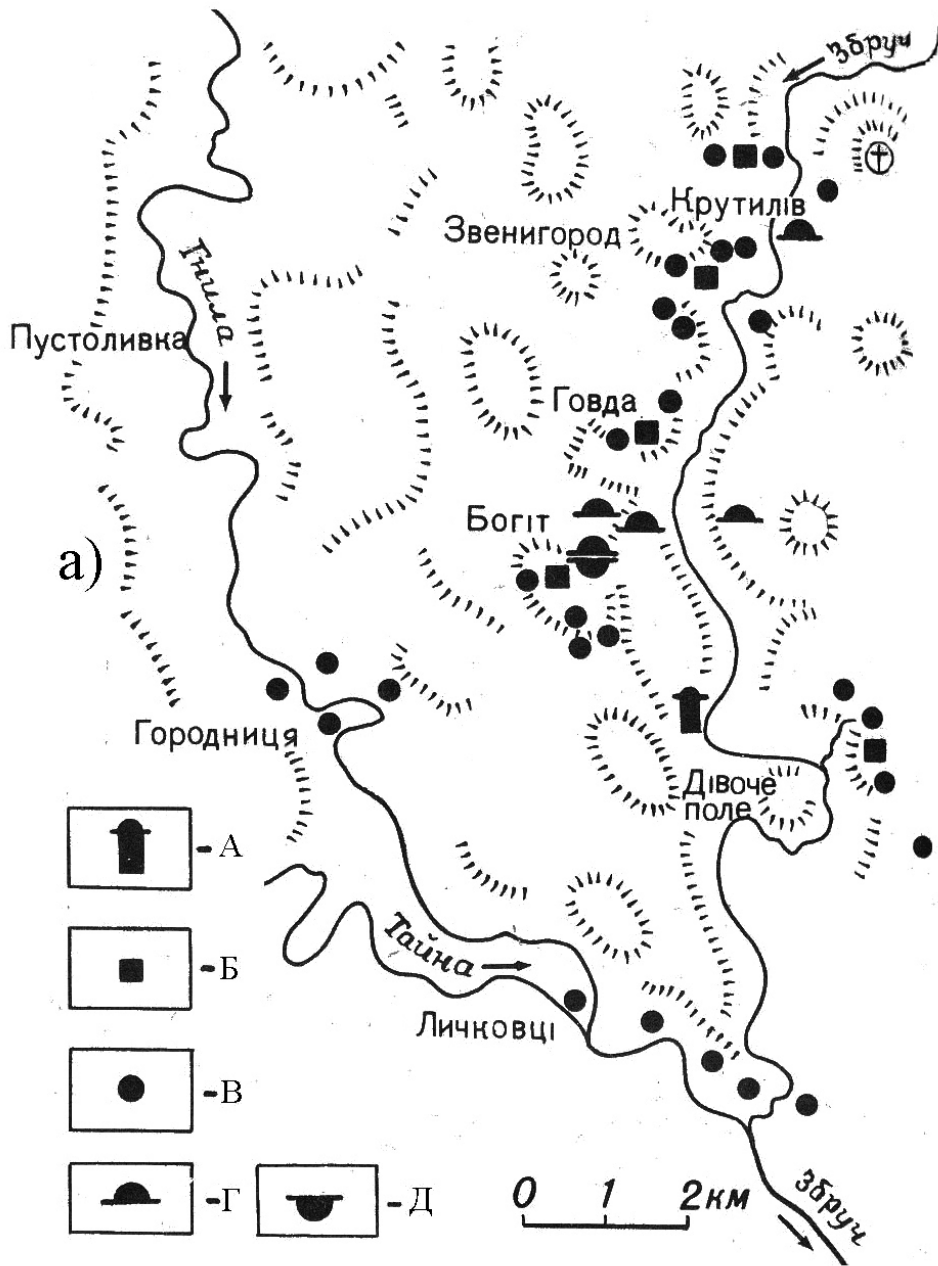 Збруч
Крутилів
Звенигород
Гнила
Пустоливка
Говда
Богіт
а)
Городниця
Дівоче
поле
-А
-Б
Тайна
Личковці
-В
-Г
-Д
0 1 2км
Збруч